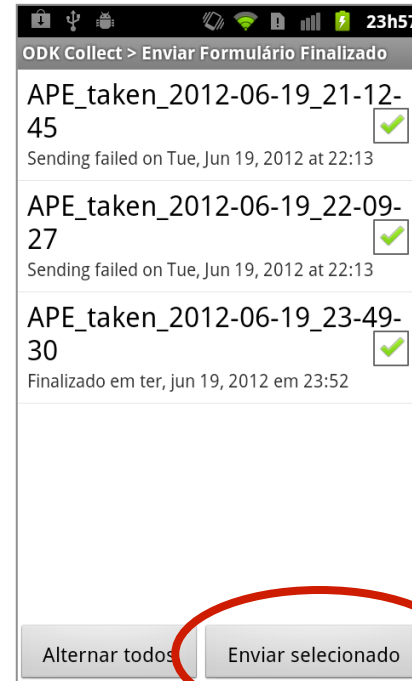 23h57
ODK Collect > Enviar Formulário Finalizado
APE_taken_2012-06-19_21-12-
45
Sending failed on Tue, Jun 19, 2012 at 22:13
APE_taken_2012-06-19_22-09-
27
Sending failed on Tue, Jun 19, 2012 at 22:13
APE_taken_2012-06-19_23-49-
30
Finalizado em ter, jun 19, 2012 em 23:52
Alternar todos Enviar selecionado